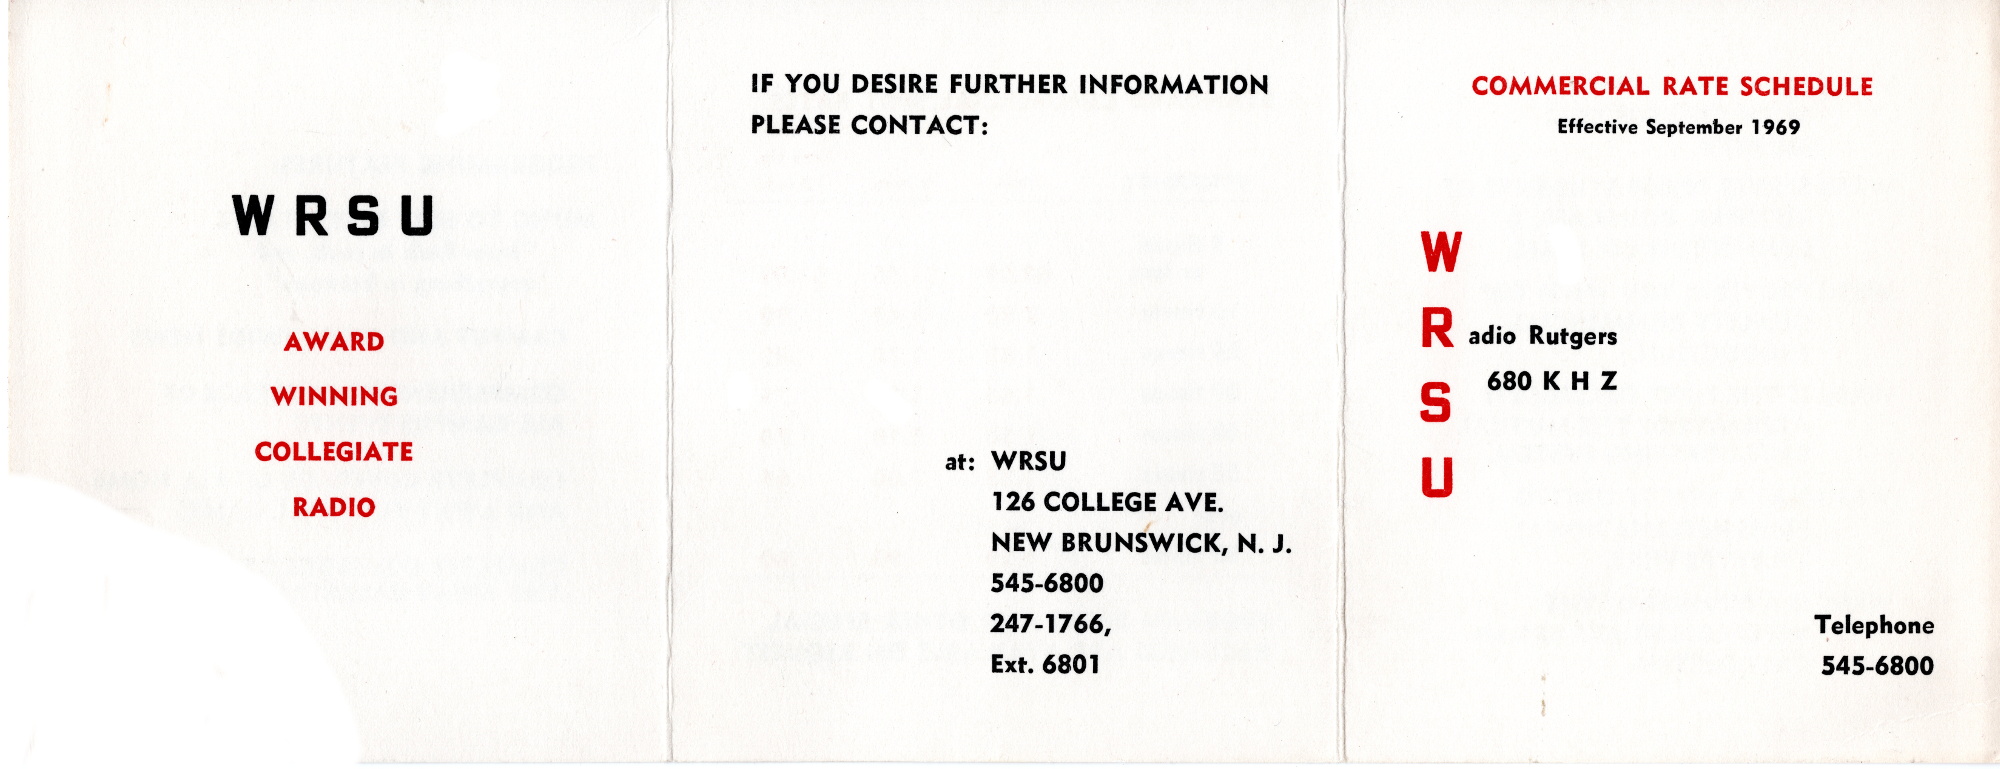 WRSU
AWARD
WINNING
COLLEGIATE
RADIO
IF YOU DESIRE FURTHER INFORMATION
PLEASE CONTACT:
at: WRSU
126 COLLEGE AVE.
NEW BRUNSWICK, N. J.
545-6800
247-1766,
Ext. 6801
COMMERCIAL RATE SCHEDULE
Effective September 1969
W
Radio Rutgers
680 K H Z
S
U
Telephone
545-6800